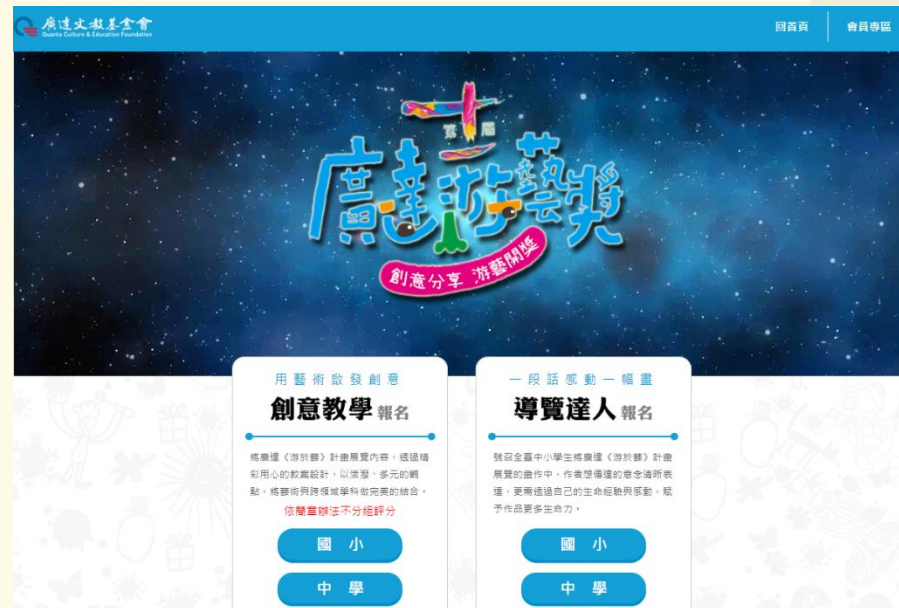 廣達文教基金會
Quanta Culture & Education Foundation
回首頁
會員專區
第十一屆
廣達游藝獎
創意分享 游藝開獎
用藝術啟發創意
創意教學報名
將廣達《游於藝》計畫展覽內容，透過精
彩用心的教案設計，以活潑、多元的觀
點，將藝術與跨領域學科做完美的結合。
依簡章辦法不分組評分
國小
中學
一段話感動一幅畫
導覽達人報名
號召全臺中小學生將廣達《游於藝》計畫
展覽的畫作中，作者想傳達的意念清晰表
達，更需透過自己的生命經驗與感動，賦
予作品更多生命力。
國小
中學